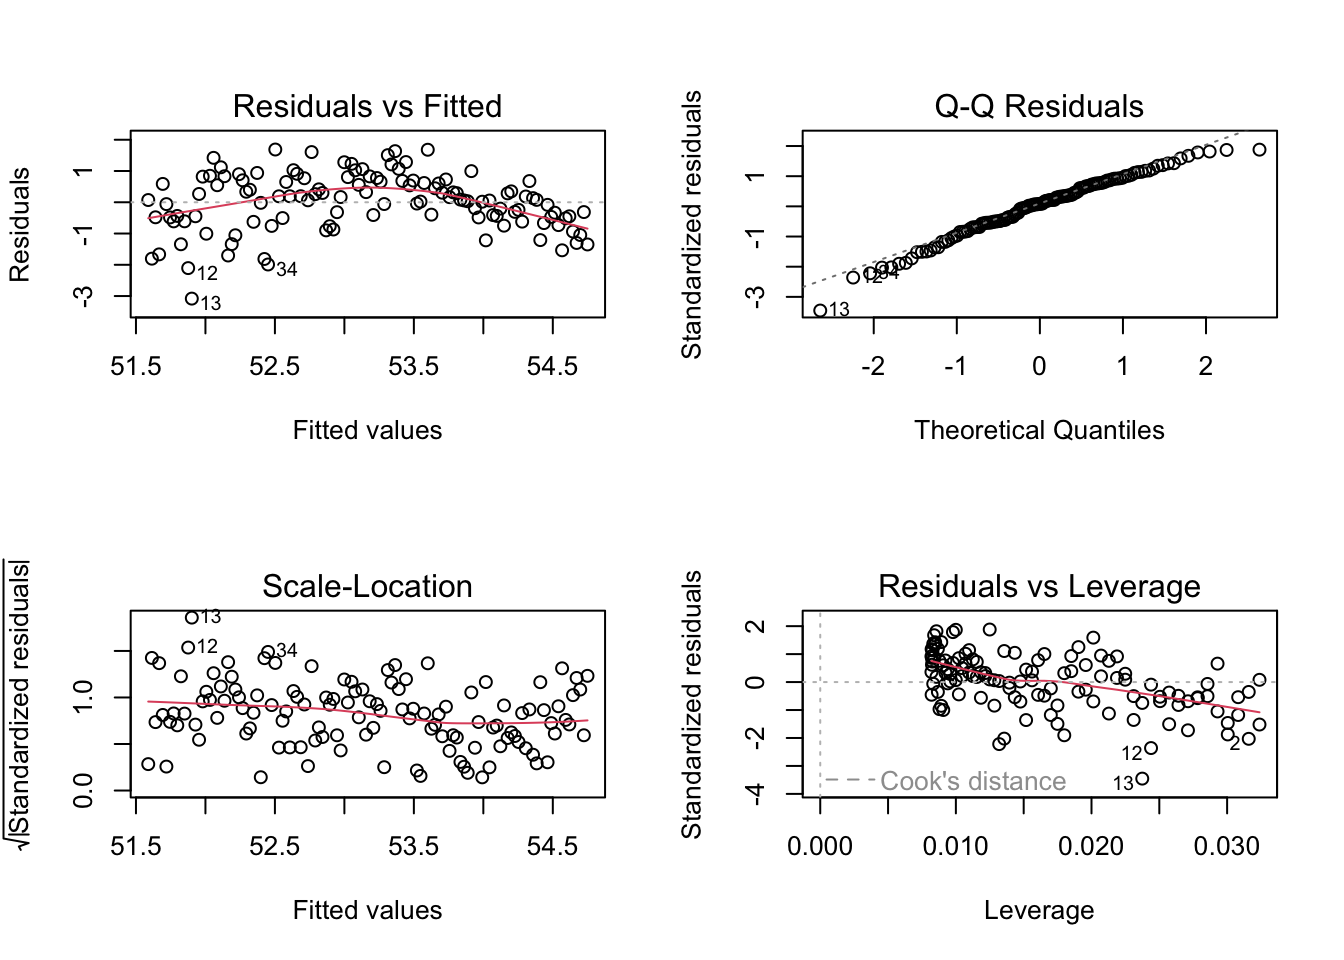 Residuals vs Fitted
Residuals
1
-1
-3
12
34
13
51.5 52.5 53.5 54.5
Fitted values
Q-Q Residuals
Standardized residuals
1
-1
-3
13
-2 -1 0 1 2
Theoretical Quantiles
Scale-Location
√|Standardized residuals|
1.0
0.0
13
12
34
51.5 52.5 53.5 54.5
Fitted values
Residuals vs Leverage
Standardized residuals
2
0
-2
-4
12
2
13
Cook's distance
0.000 0.010 0.020 0.030
Leverage